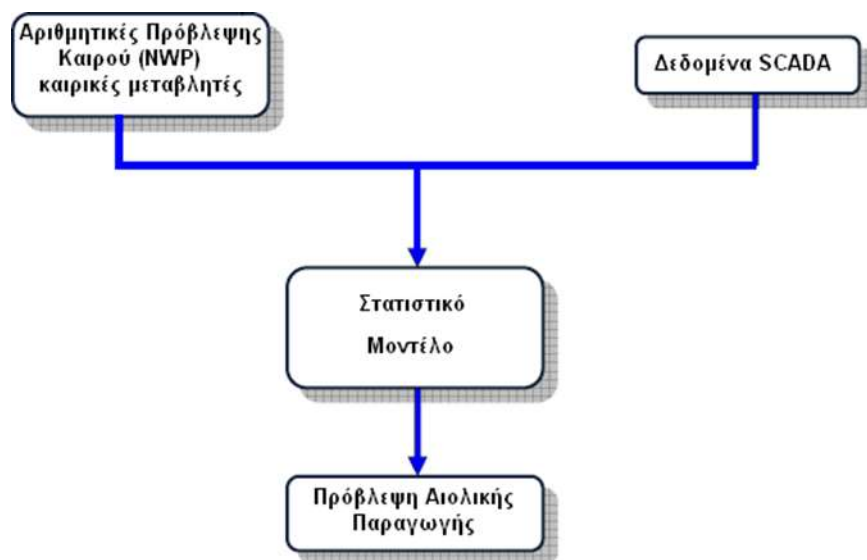 Αριθμητικές Πρόβλεψης
Καιρού (NWP)
καιρικές μεταβλητές
Δεδομένα SCADA
Στατιστικό
Μοντέλο
Πρόβλεψη Αιολικής
Παραγωγής